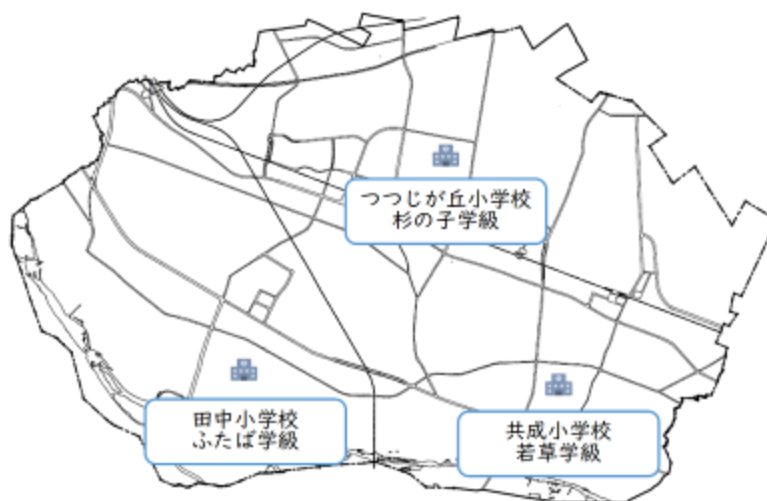 つつじが丘小学校
杉の子学級
田中小学校
ふたば学級
共成小学校
若草学級